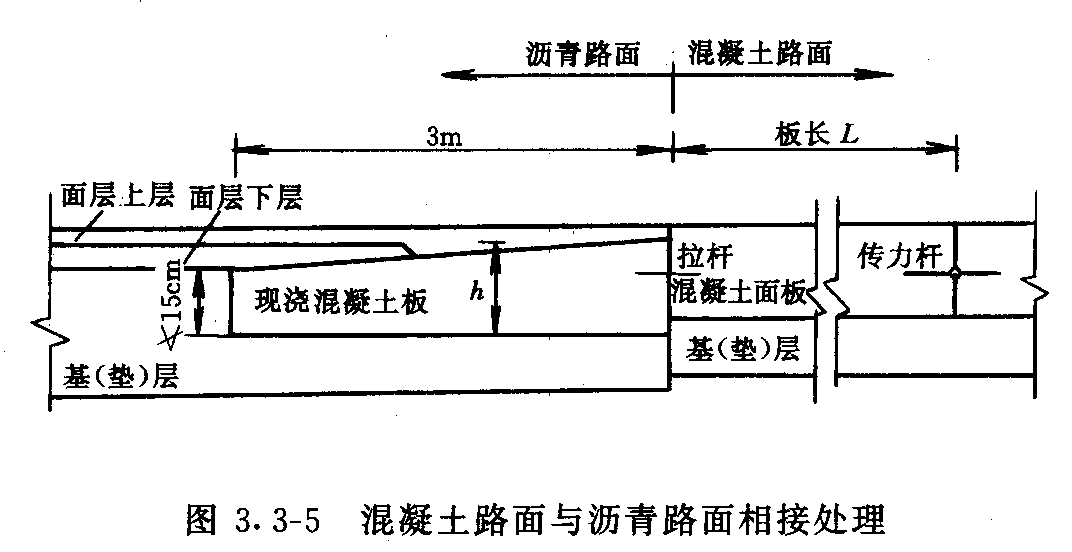 沥青路面 混凝土路面
3m 板长 L
面层上层 面层下层
拉杆 传力杆
≮15cm 现浇混凝土板 h 混凝土面板
基(垫)层 基(垫)层
图 3.3-5 混凝土路面与沥青路面相接处理